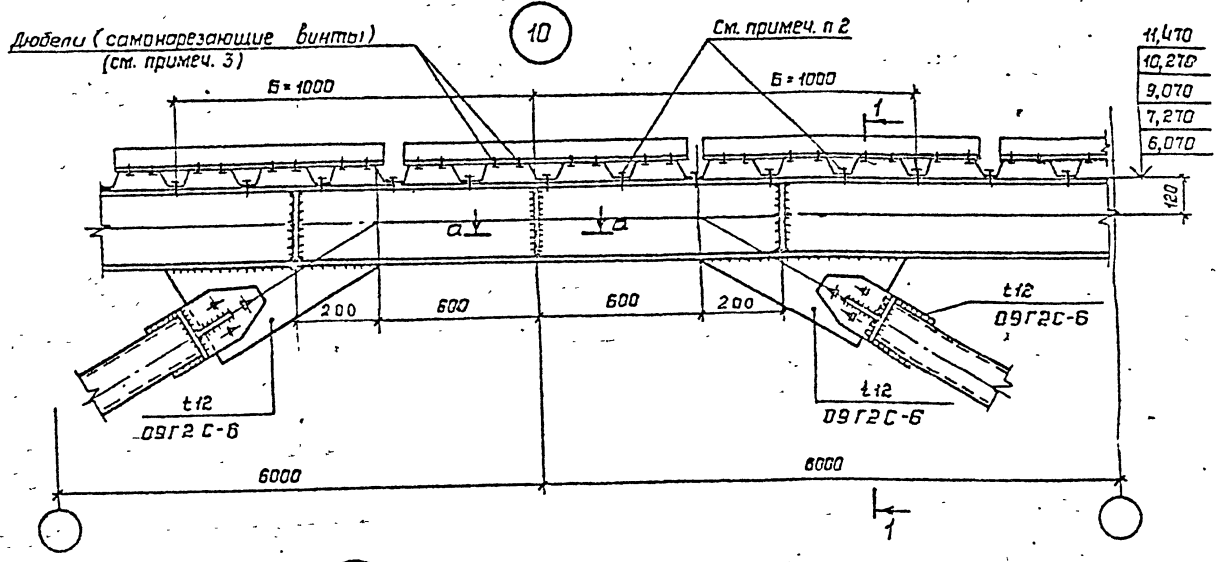 10
Дюбели (самонарезающие винты)
(см. примеч. 3)
См. примеч. п 2
11,470
10,270
9,070
7,270
6,070
Б=1000
Б=1000
1
120
а
а
200
600
600
200
t12
09Г2С-6
t12
09Г2С-6
t12
09Г2С-6
6000
6000
1